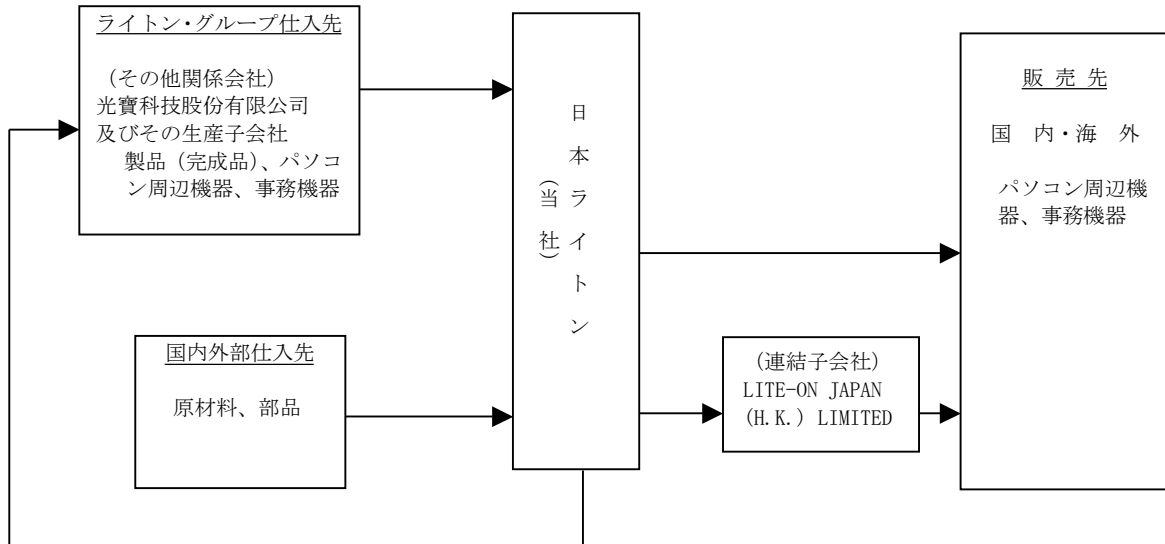 ライトン・グループ仕入先
(その他関係会社)
光寶科技股份有限公司
及びその生産子会社
製品(完成品)、パソコ
ン周辺機器、事務機器
国内外部仕入先
原材料、部品
日本ライトン
(当社)
(連結子会社)
LITE-ON JAPAN
(H.K.) LIMITED
販 売 先
国 内・海 外
パソコン周辺機
器、事務機器